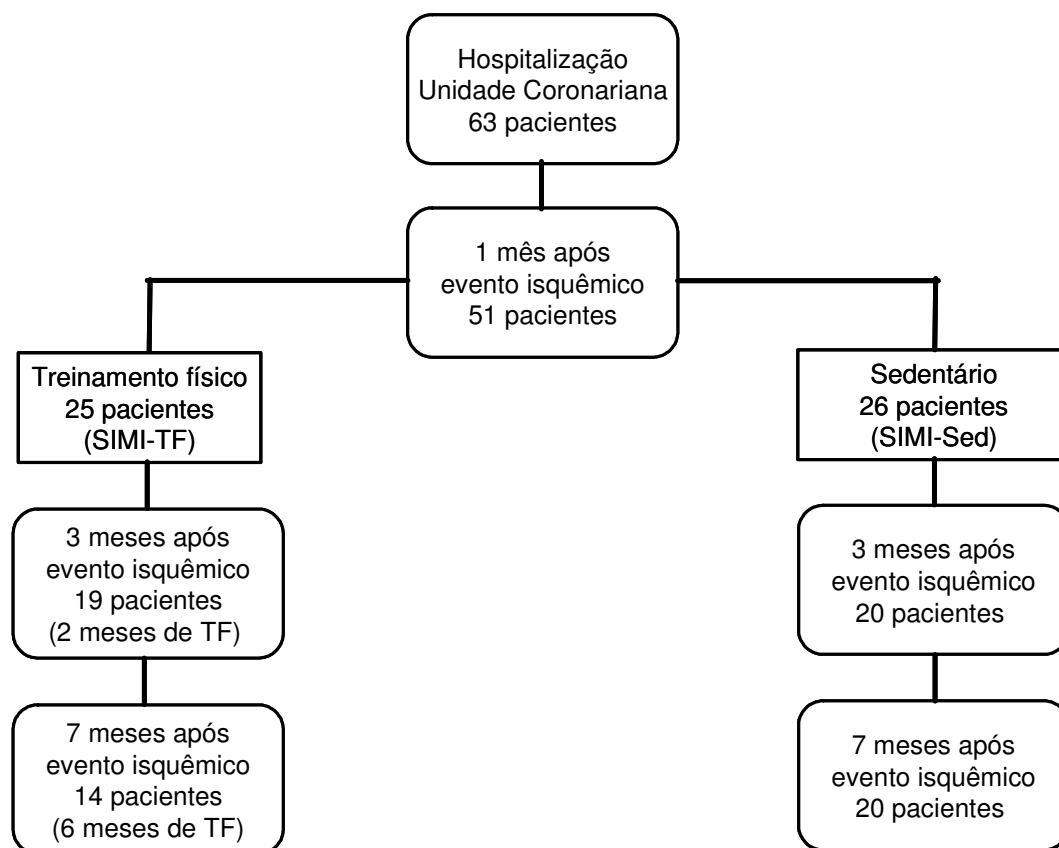 Hospitalização
Unidade Coronariana
63 pacientes
1 mês após
evento isquêmico
51 pacientes
Treinamento físico
25 pacientes
(SIMI-TF)
Sedentário
26 pacientes
(SIMI-Sed)
3 meses após
evento isquêmico
19 pacientes
(2 meses de TF)
3 meses após
evento isquêmico
20 pacientes
7 meses após
evento isquêmico
14 pacientes
(6 meses de TF)
7 meses após
evento isquêmico
20 pacientes